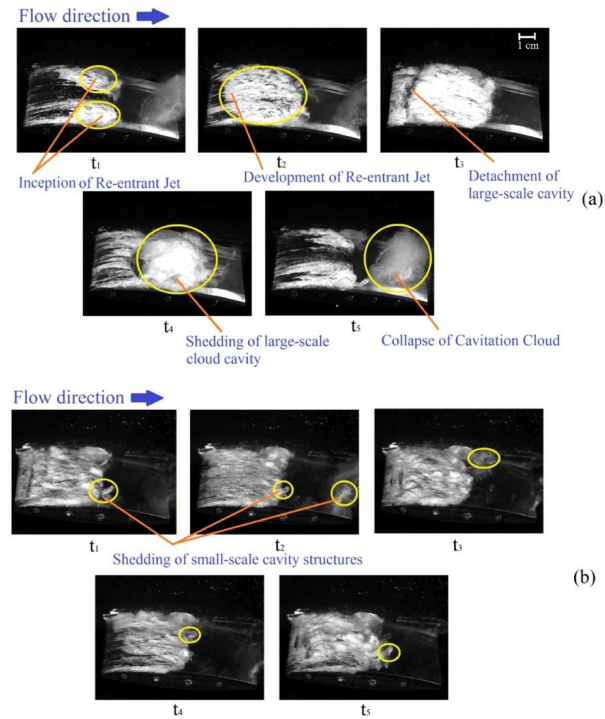 Flow direction
1 cm
t1
t2
t3
Inception of Re-entrant Jet
Development of Re-entrant Jet
Detachment of
large-scale cavity
(a)
t4
t5
Shedding of large-scale
cloud cavity
Collapse of Cavitation Cloud
Flow direction
t1
t2
t3
Shedding of small-scale cavity structures
(b)
t4
t5